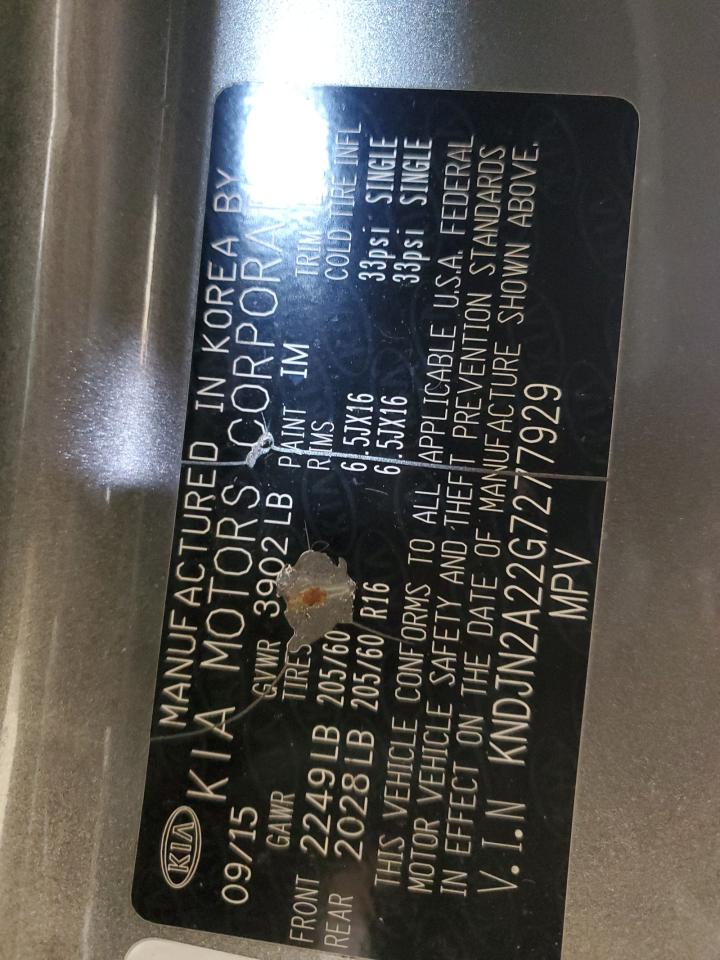 KIA
MANUFACTURED IN KOREA BY
KIA MOTORS CORPORAT
09/15 GVWR 3902 LB PAINT IM TRIM
GAWR TIRES RIMS COLD TIRE INFL
FRONT 2249LB 205/60 6.5JX16 33psi SINGLE
REAR 2028LB 205/60 R16 6.5JX16 33psi SINGLE
THIS VEHICLE CONFORMS TO ALL APPLICABLE U.S.A. FEDERAL
MOTOR VEHICLE SAFETY AND THEFT PREVENTION STANDARDS
IN EFFECT ON THE DATE OF MANUFACTURE SHOWN ABOVE.
V.I.N KNDJN2A22G7277929
MPV